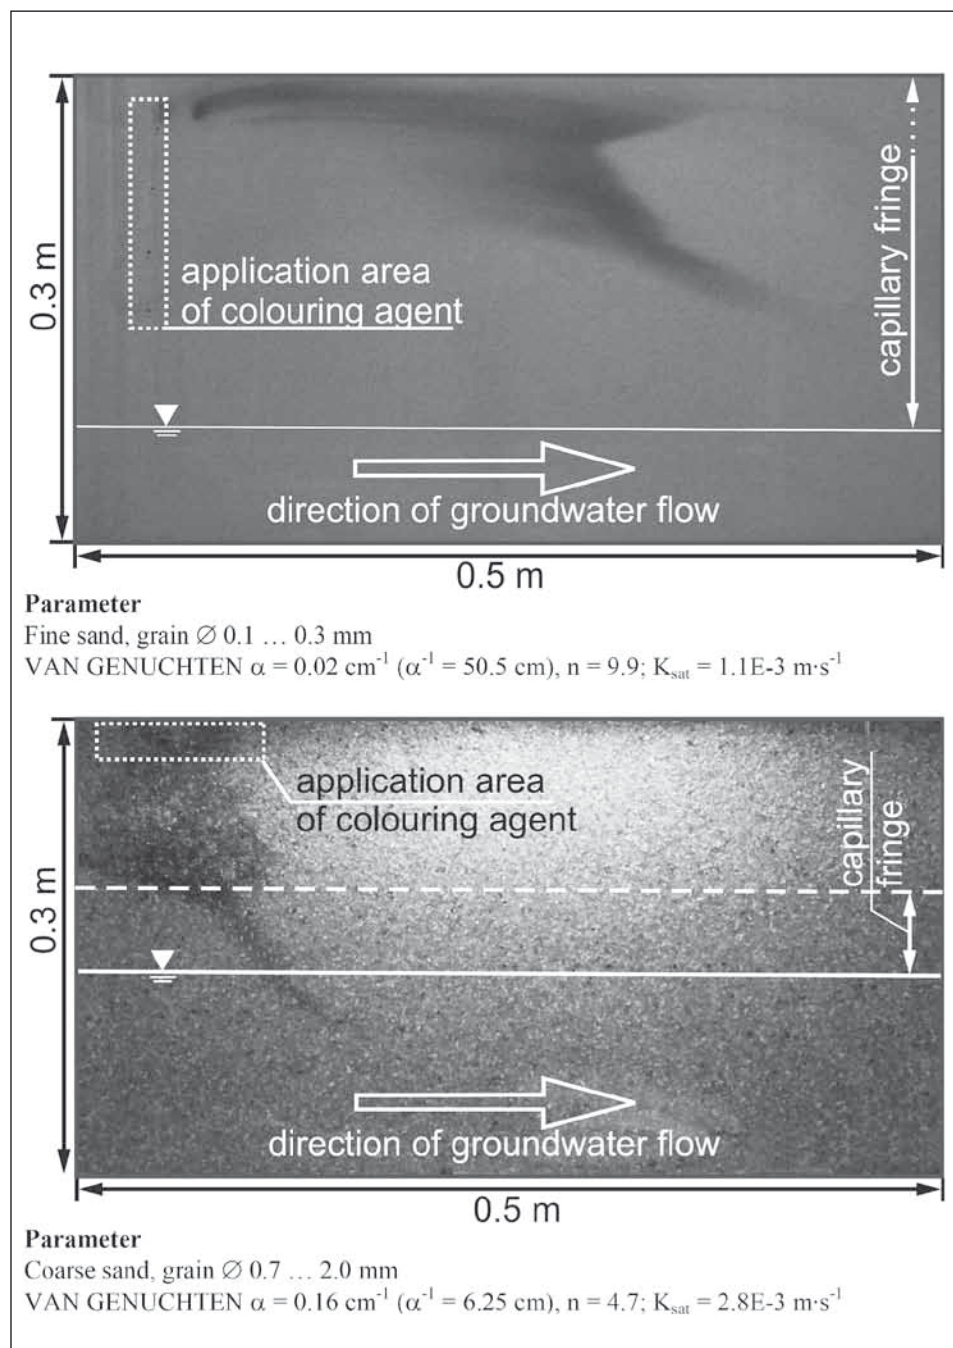 0.3 m
application area
of colouring agent
capillary fringe
direction of groundwater flow
0.5 m
Parameter
Fine sand, grain ∅ 0.1 … 0.3 mm
VAN GENUCHTEN α = 0.02 cm⁻¹ (α⁻¹ = 50.5 cm), n = 9.9; Kₛₐₜ = 1.1E-3 m·s⁻¹
application area
of colouring agent
capillary
fringe
0.3 m
direction of groundwater flow
0.5 m
Parameter
Coarse sand, grain ∅ 0.7 … 2.0 mm
VAN GENUCHTEN α = 0.16 cm⁻¹ (α⁻¹ = 6.25 cm), n = 4.7; Kₛₐₜ = 2.8E-3 m·s⁻¹